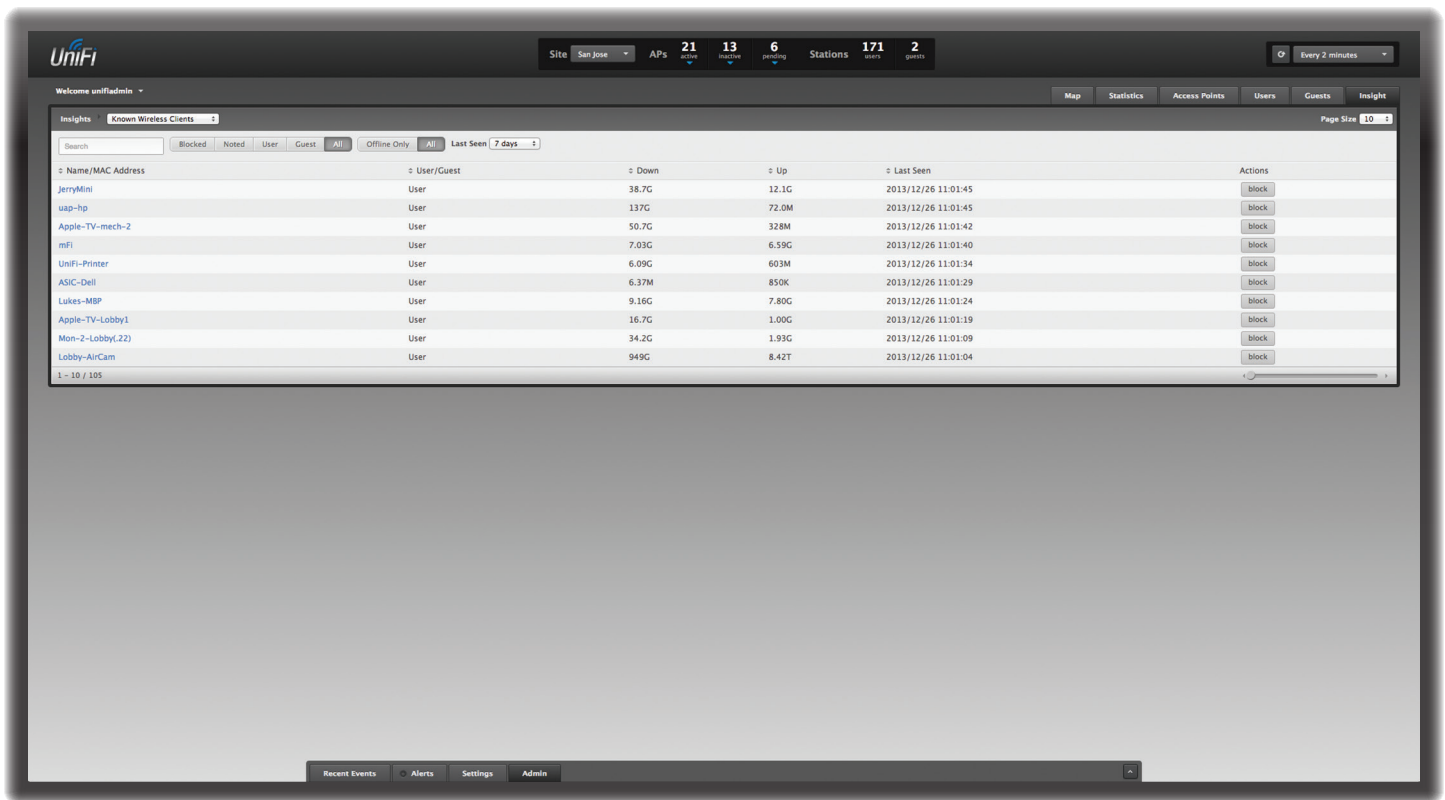 UniFi
Site San Jose APs 21 active 13 inactive 6 pending Stations 171 users 2 guests
Every 2 minutes
Welcome unifiadmin
Map Statistics Access Points Users Guests Insight
Insights Known Wireless Clients Page Size 10
Search Blocked Noted User Guest All Offline Only All Last Seen 7 days
Name/MAC Address User/Guest Down Up Last Seen Actions
JerryMini User 38.7G 12.1G 2013/12/26 11:01:45 block
uap-hp User 137G 72.0M 2013/12/26 11:01:45 block
Apple-TV-mech-2 User 50.7G 328M 2013/12/26 11:01:42 block
mFi User 7.03G 6.59G 2013/12/26 11:01:40 block
UniFi-Printer User 6.09G 603M 2013/12/26 11:01:34 block
ASIC-Dell User 6.37M 850K 2013/12/26 11:01:29 block
Lukes-MBP User 9.16G 7.80G 2013/12/26 11:01:24 block
Apple-TV-Lobby1 User 16.7G 1.00G 2013/12/26 11:01:19 block
Mon-2-Lobby(.22) User 34.2G 1.93G 2013/12/26 11:01:09 block
Lobby-AirCam User 949G 8.42T 2013/12/26 11:01:04 block
1 - 10 / 105
Recent Events Alerts Settings Admin